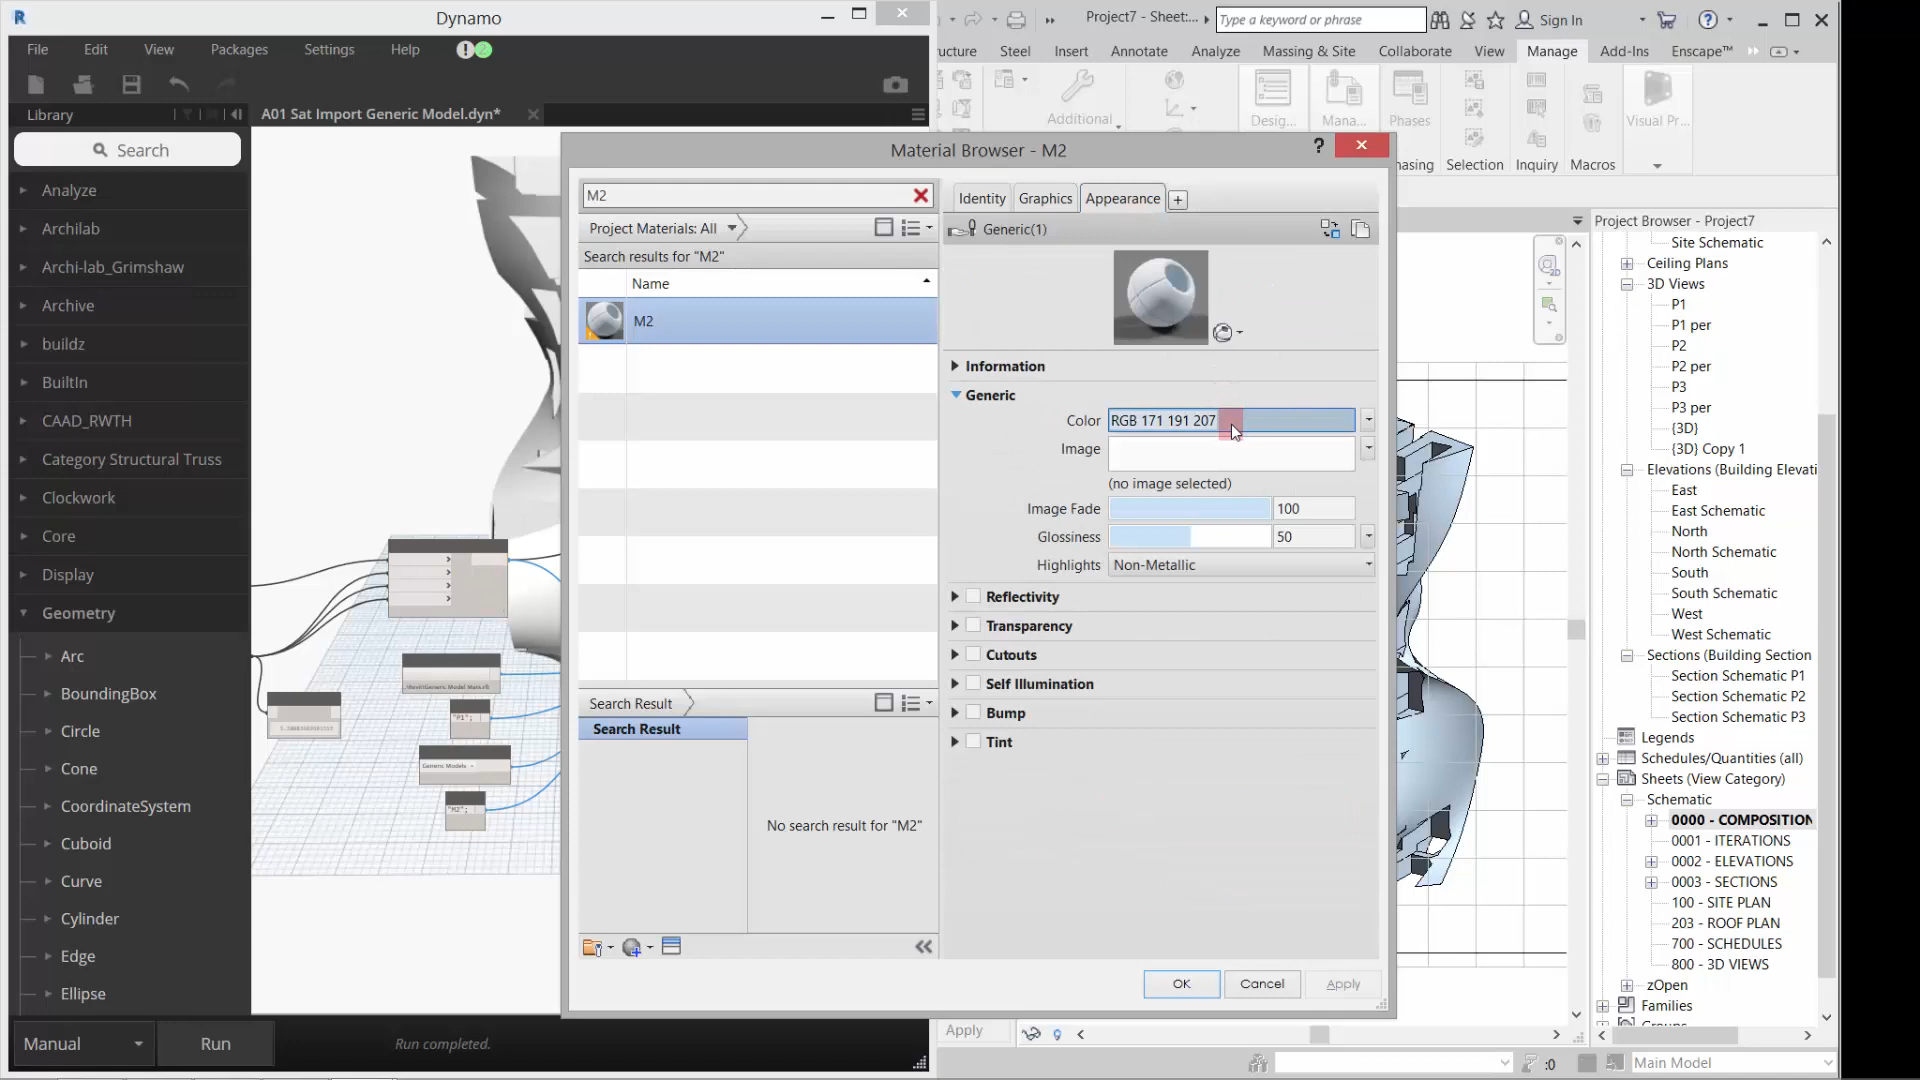 Dynamo
File Edit View Packages Settings Help 2
Library
A01 Sat Import Generic Model.dyn*
Search
Analyze
Archilab
Archi-lab_Grimshaw
Archive
buildz
BuiltIn
CAAD_RWTH
Category Structural Truss
Clockwork
Core
Display
Geometry
Arc
BoundingBox
Circle
Cone
CoordinateSystem
Cuboid
Curve
Cylinder
Edge
Ellipse
"P1";
Generic Models
"M2";
Manual
Run
Run completed.
Material Browser - M2
?
M2
Project Materials: All
Search results for "M2"
Name
M2
Search Result
Search Result
No search result for "M2"
Identity Graphics Appearance +
Generic(1)
Information
Generic
Color RGB 171 191 207
Image
(no image selected)
Image Fade 100
Glossiness 50
Highlights Non-Metallic
Reflectivity
Transparency
Cutouts
Self Illumination
Bump
Tint
OK Cancel Apply
Project7 - Sheet:... Type a keyword or phrase Sign In
ucture Steel Insert Annotate Analyze Massing & Site Collaborate View Manage Add-Ins Enscape™
Additional Desig... Mana... Phases Visual Pr...
asing Selection Inquiry Macros
Project Browser - Project7
Site Schematic
Ceiling Plans
3D Views
P1
P1 per
P2
P2 per
P3
P3 per
{3D}
{3D} Copy 1
Elevations (Building Elevati
East
East Schematic
North
North Schematic
South
South Schematic
West
West Schematic
Sections (Building Section
Section Schematic P1
Section Schematic P2
Section Schematic P3
Legends
Schedules/Quantities (all)
Sheets (View Category)
Schematic
0000 - COMPOSITION
0001 - ITERATIONS
0002 - ELEVATIONS
0003 - SECTIONS
100 - SITE PLAN
203 - ROOF PLAN
700 - SCHEDULES
800 - 3D VIEWS
zOpen
Families
Groups
Apply
:0
Main Model